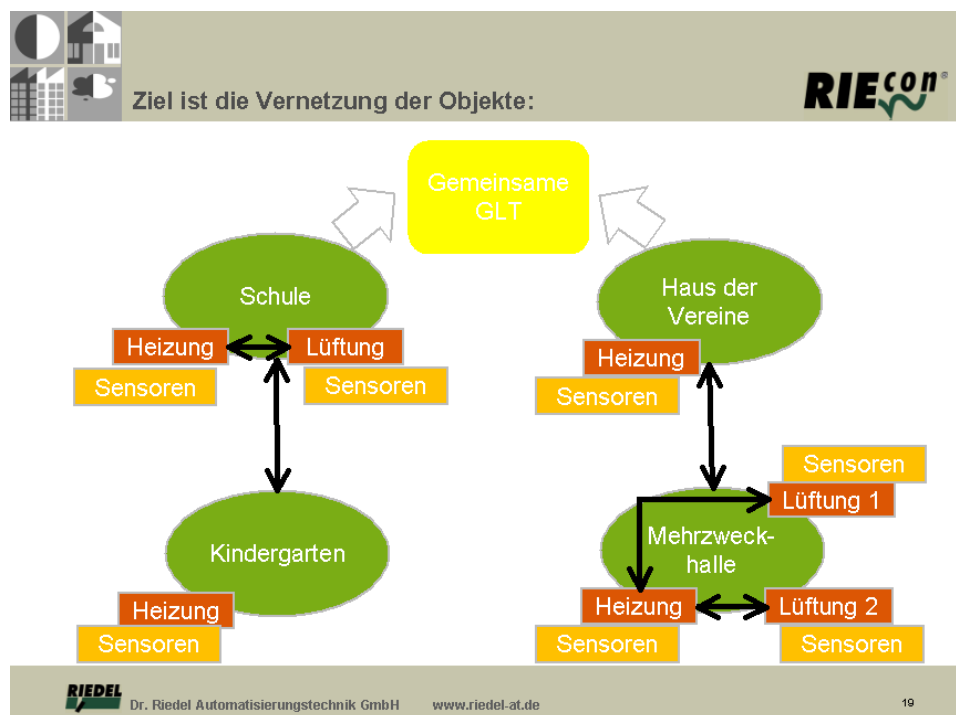 Ziel ist die Vernetzung der Objekte:
RIEcon®
Gemeinsame
GLT
Schule
Heizung
Lüftung
Sensoren
Sensoren
Haus der
Vereine
Heizung
Sensoren
Kindergarten
Heizung
Sensoren
Sensoren
Lüftung 1
Mehrzweck-
halle
Heizung
Lüftung 2
Sensoren
Sensoren
RIEDEL
Dr. Riedel Automatisierungstechnik GmbH www.riedel-at.de
19